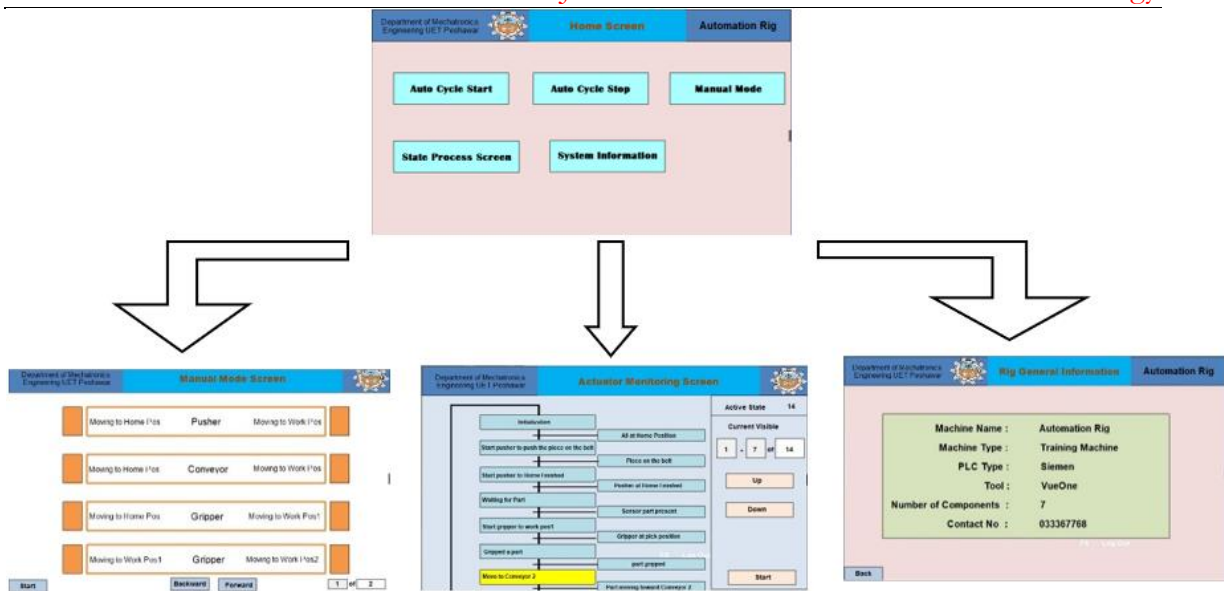 Department of Mechatronics
Engineering UET Peshawar
Home Screen
Automation Rig
Auto Cycle Start
Auto Cycle Stop
Manual Mode
State Process Screen
System Information
Department of Mechatronics
Engineering UET Peshawar
Manual Mode Screen
Moving to Home Pos Pusher Moving to Work Pos
Moving to Home Pos Conveyor Moving to Work Pos
Moving to Home Pos Gripper Moving to Work Pos1
Moving to Work Pos1 Gripper Moving to Work Pos2
Start
Backward
Forward
1 of 2
Department of Mechatronics
Engineering UET Peshawar
Actuator Monitoring Screen
Initialization
All at Home Position
Start pusher to push the piece on the belt
Piece on the belt
Start pusher to Home
Pusher at Home
Waiting for Part
Sensor part present
Start gripper to work pos1
Gripper at pick position
Gripped a part
part gripped
Move to Conveyor 2
Part moving toward Conveyor 2
Active State 14
Current Visible
1 - 7 of 14
Up
Down
Start
Department of Mechatronics
Engineering UET Peshawar
Rig General Information
Automation Rig
Machine Name : Automation Rig
Machine Type : Training Machine
PLC Type : Siemen
Tool : VueOne
Number of Components : 7
Contact No : 033367768
Back